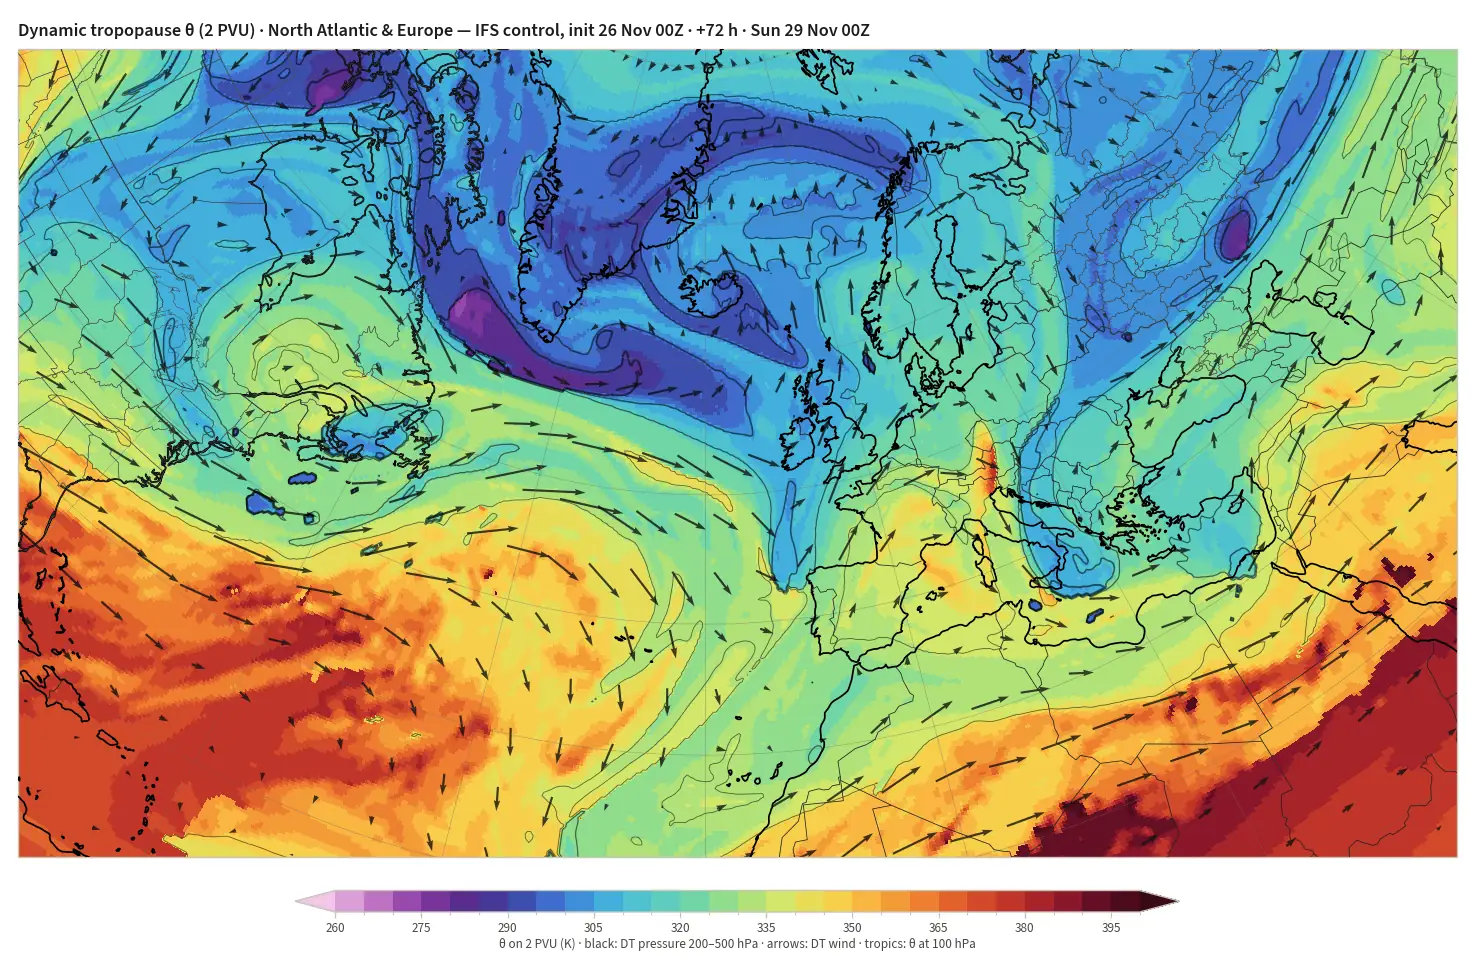 Dynamic tropopause θ (2 PVU) · North Atlantic & Europe — IFS control, init 26 Nov 00Z · +72 h · Sun 29 Nov 00Z
260 275 290 305 320 335 350 365 380 395
θ on 2 PVU (K) · black: DT pressure 200–500 hPa · arrows: DT wind · tropics: θ at 100 hPa